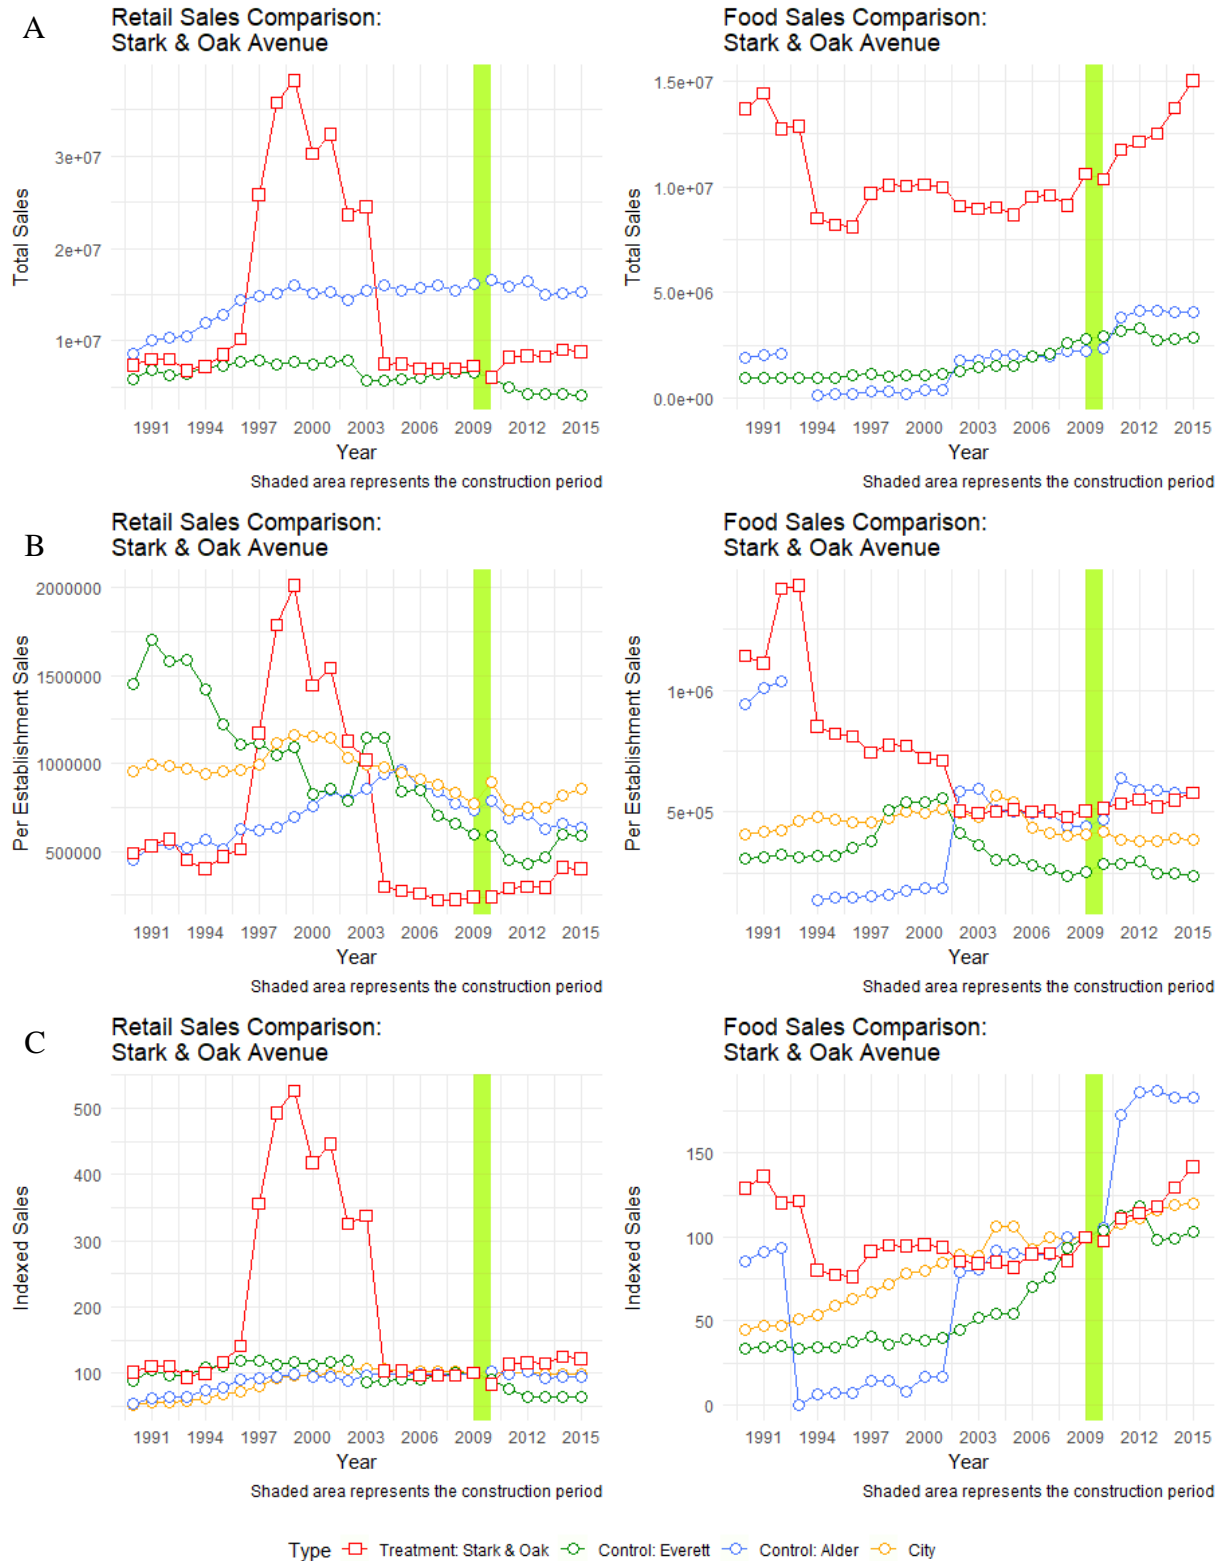 A
Retail Sales Comparison:
Stark & Oak Avenue
Total Sales
3e+07
2e+07
1e+07
1991 1994 1997 2000 2003 2006 2009 2012 2015
Year
Shaded area represents the construction period
Food Sales Comparison:
Stark & Oak Avenue
Total Sales
1.5e+07
1.0e+07
5.0e+06
0.0e+00
1991 1994 1997 2000 2003 2006 2009 2012 2015
Year
Shaded area represents the construction period
B
Retail Sales Comparison:
Stark & Oak Avenue
Per Establishment Sales
2000000
1500000
1000000
500000
1991 1994 1997 2000 2003 2006 2009 2012 2015
Year
Shaded area represents the construction period
Food Sales Comparison:
Stark & Oak Avenue
Per Establishment Sales
1e+06
5e+05
1991 1994 1997 2000 2003 2006 2009 2012 2015
Year
Shaded area represents the construction period
C
Retail Sales Comparison:
Stark & Oak Avenue
Indexed Sales
500
400
300
200
100
1991 1994 1997 2000 2003 2006 2009 2012 2015
Year
Shaded area represents the construction period
Food Sales Comparison:
Stark & Oak Avenue
Indexed Sales
150
100
50
0
1991 1994 1997 2000 2003 2006 2009 2012 2015
Year
Shaded area represents the construction period
Type Treatment: Stark & Oak Control: Everett Control: Alder City